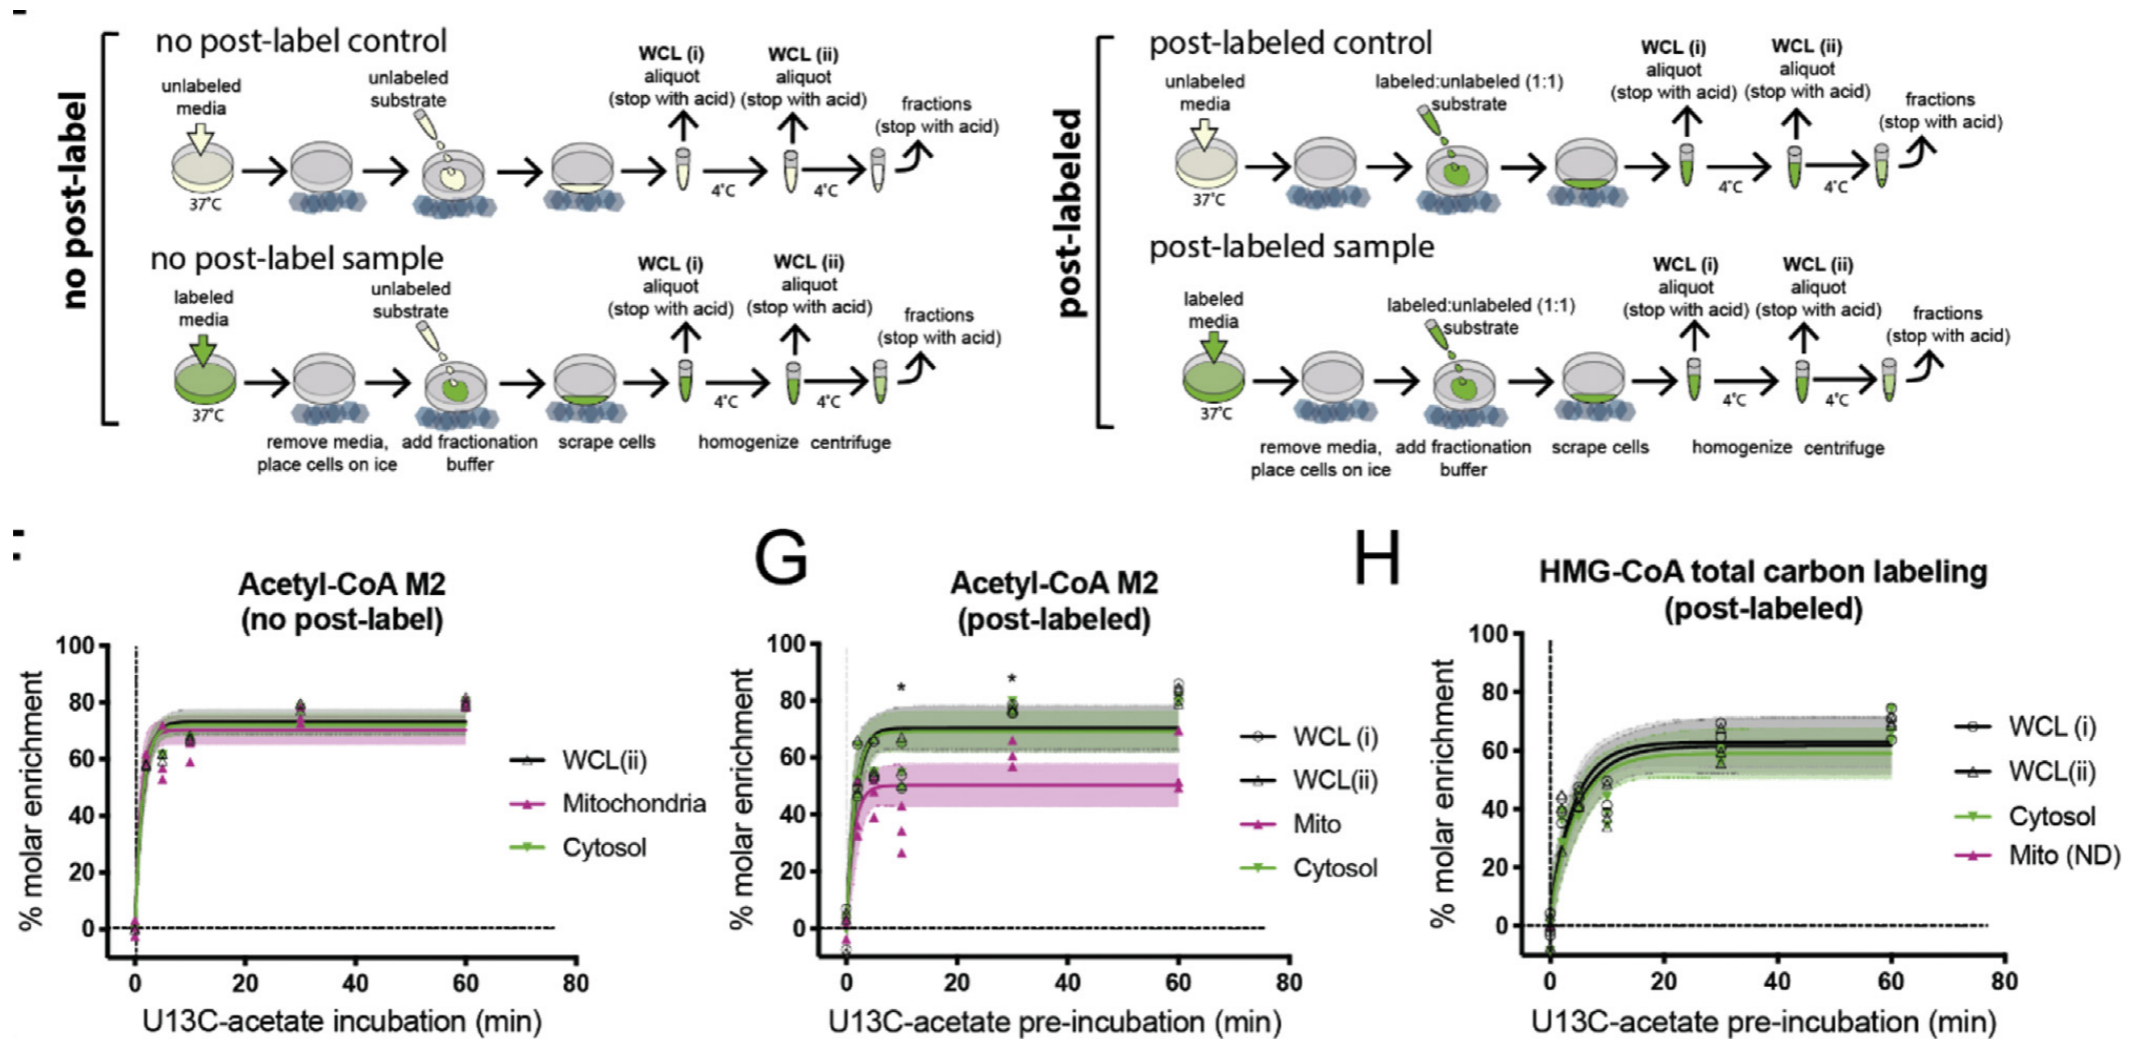 no post-label
no post-label control
unlabeled
media
37˚C
unlabeled
substrate
WCL (i)
aliquot
(stop with acid)
WCL (ii)
aliquot
(stop with acid)
fractions
(stop with acid)
4˚C
4˚C
no post-label sample
labeled
media
37˚C
unlabeled
substrate
WCL (i)
aliquot
(stop with acid)
WCL (ii)
aliquot
(stop with acid)
fractions
(stop with acid)
4˚C
4˚C
remove media,
place cells on ice
add fractionation
buffer
scrape cells
homogenize
centrifuge
post-labeled
post-labeled control
unlabeled
media
37˚C
labeled:unlabeled (1:1)
substrate
WCL (i)
aliquot
(stop with acid)
WCL (ii)
aliquot
(stop with acid)
fractions
(stop with acid)
4˚C
4˚C
post-labeled sample
labeled
media
37˚C
labeled:unlabeled (1:1)
substrate
WCL (i)
aliquot
(stop with acid)
WCL (ii)
aliquot
(stop with acid)
fractions
(stop with acid)
4˚C
4˚C
remove media,
place cells on ice
add fractionation
buffer
scrape cells
homogenize
centrifuge
Acetyl-CoA M2
(no post-label)
% molar enrichment
100
80
60
40
20
0
0
20
40
60
80
U13C-acetate incubation (min)
WCL(ii)
Mitochondria
Cytosol
G
Acetyl-CoA M2
(post-labeled)
% molar enrichment
100
80
60
40
20
0
*
*
0
20
40
60
80
U13C-acetate pre-incubation (min)
WCL (i)
WCL(ii)
Mito
Cytosol
H
HMG-CoA total carbon labeling
(post-labeled)
% molar enrichment
100
80
60
40
20
0
0
20
40
60
80
U13C-acetate pre-incubation (min)
WCL (i)
WCL(ii)
Cytosol
Mito (ND)